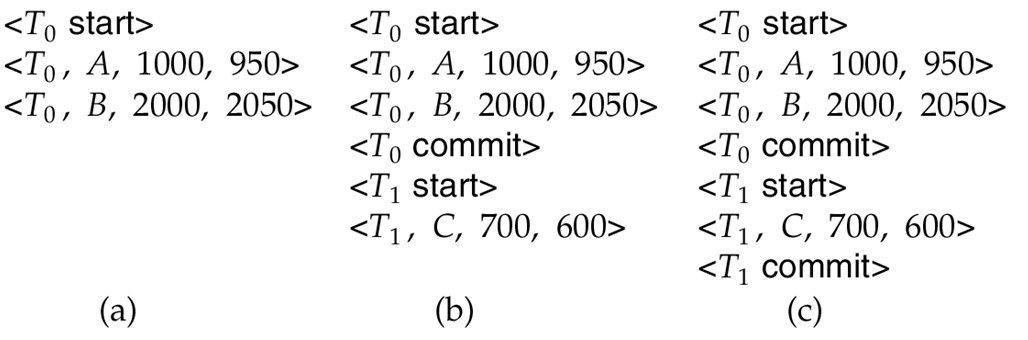 <T₀ start>
<T₀, A, 1000, 950>
<T₀, B, 2000, 2050>
(a)
<T₀ start>
<T₀, A, 1000, 950>
<T₀, B, 2000, 2050>
<T₀ commit>
<T₁ start>
<T₁, C, 700, 600>
(b)
<T₀ start>
<T₀, A, 1000, 950>
<T₀, B, 2000, 2050>
<T₀ commit>
<T₁ start>
<T₁, C, 700, 600>
<T₁ commit>
(c)